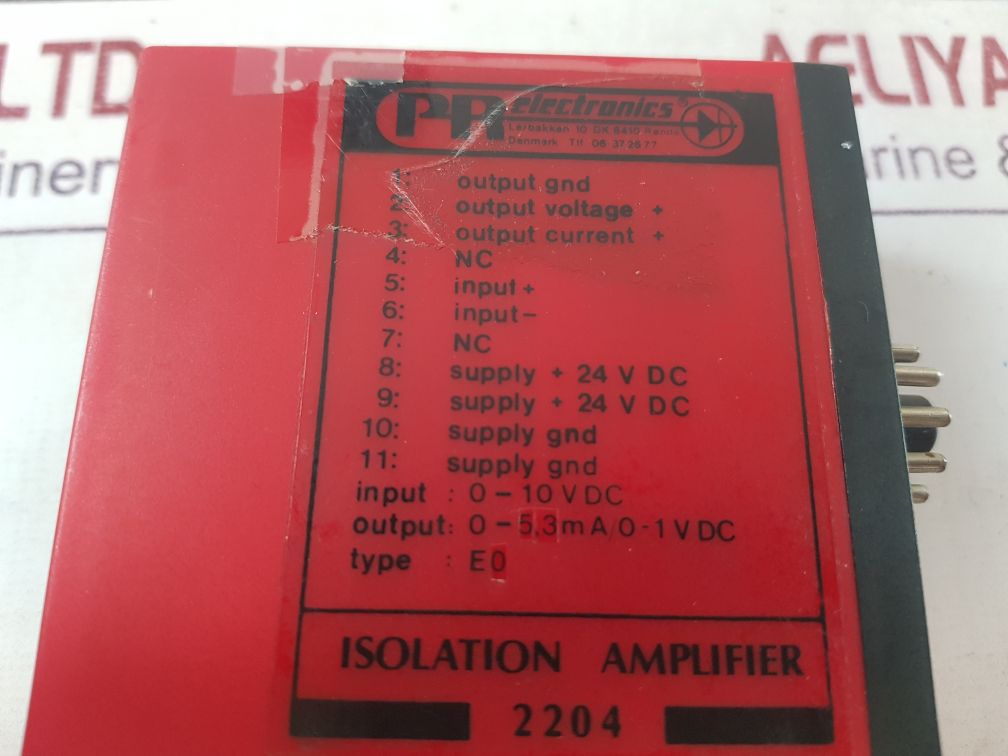 LTD
AELIYA
iner
arine &
PR electronics®
Lerbakken 10 DK 8410 Rønde
Denmark Tlf 06 37 26 77
1: output gnd
2: output voltage +
3: output current +
4: NC
5: input +
6: input -
7: NC
8: supply + 24 V DC
9: supply + 24 V DC
10: supply gnd
11: supply gnd
input : 0 - 10 V DC
output: 0 - 5,3 mA/0 - 1 V DC
type : E0
ISOLATION AMPLIFIER
2204